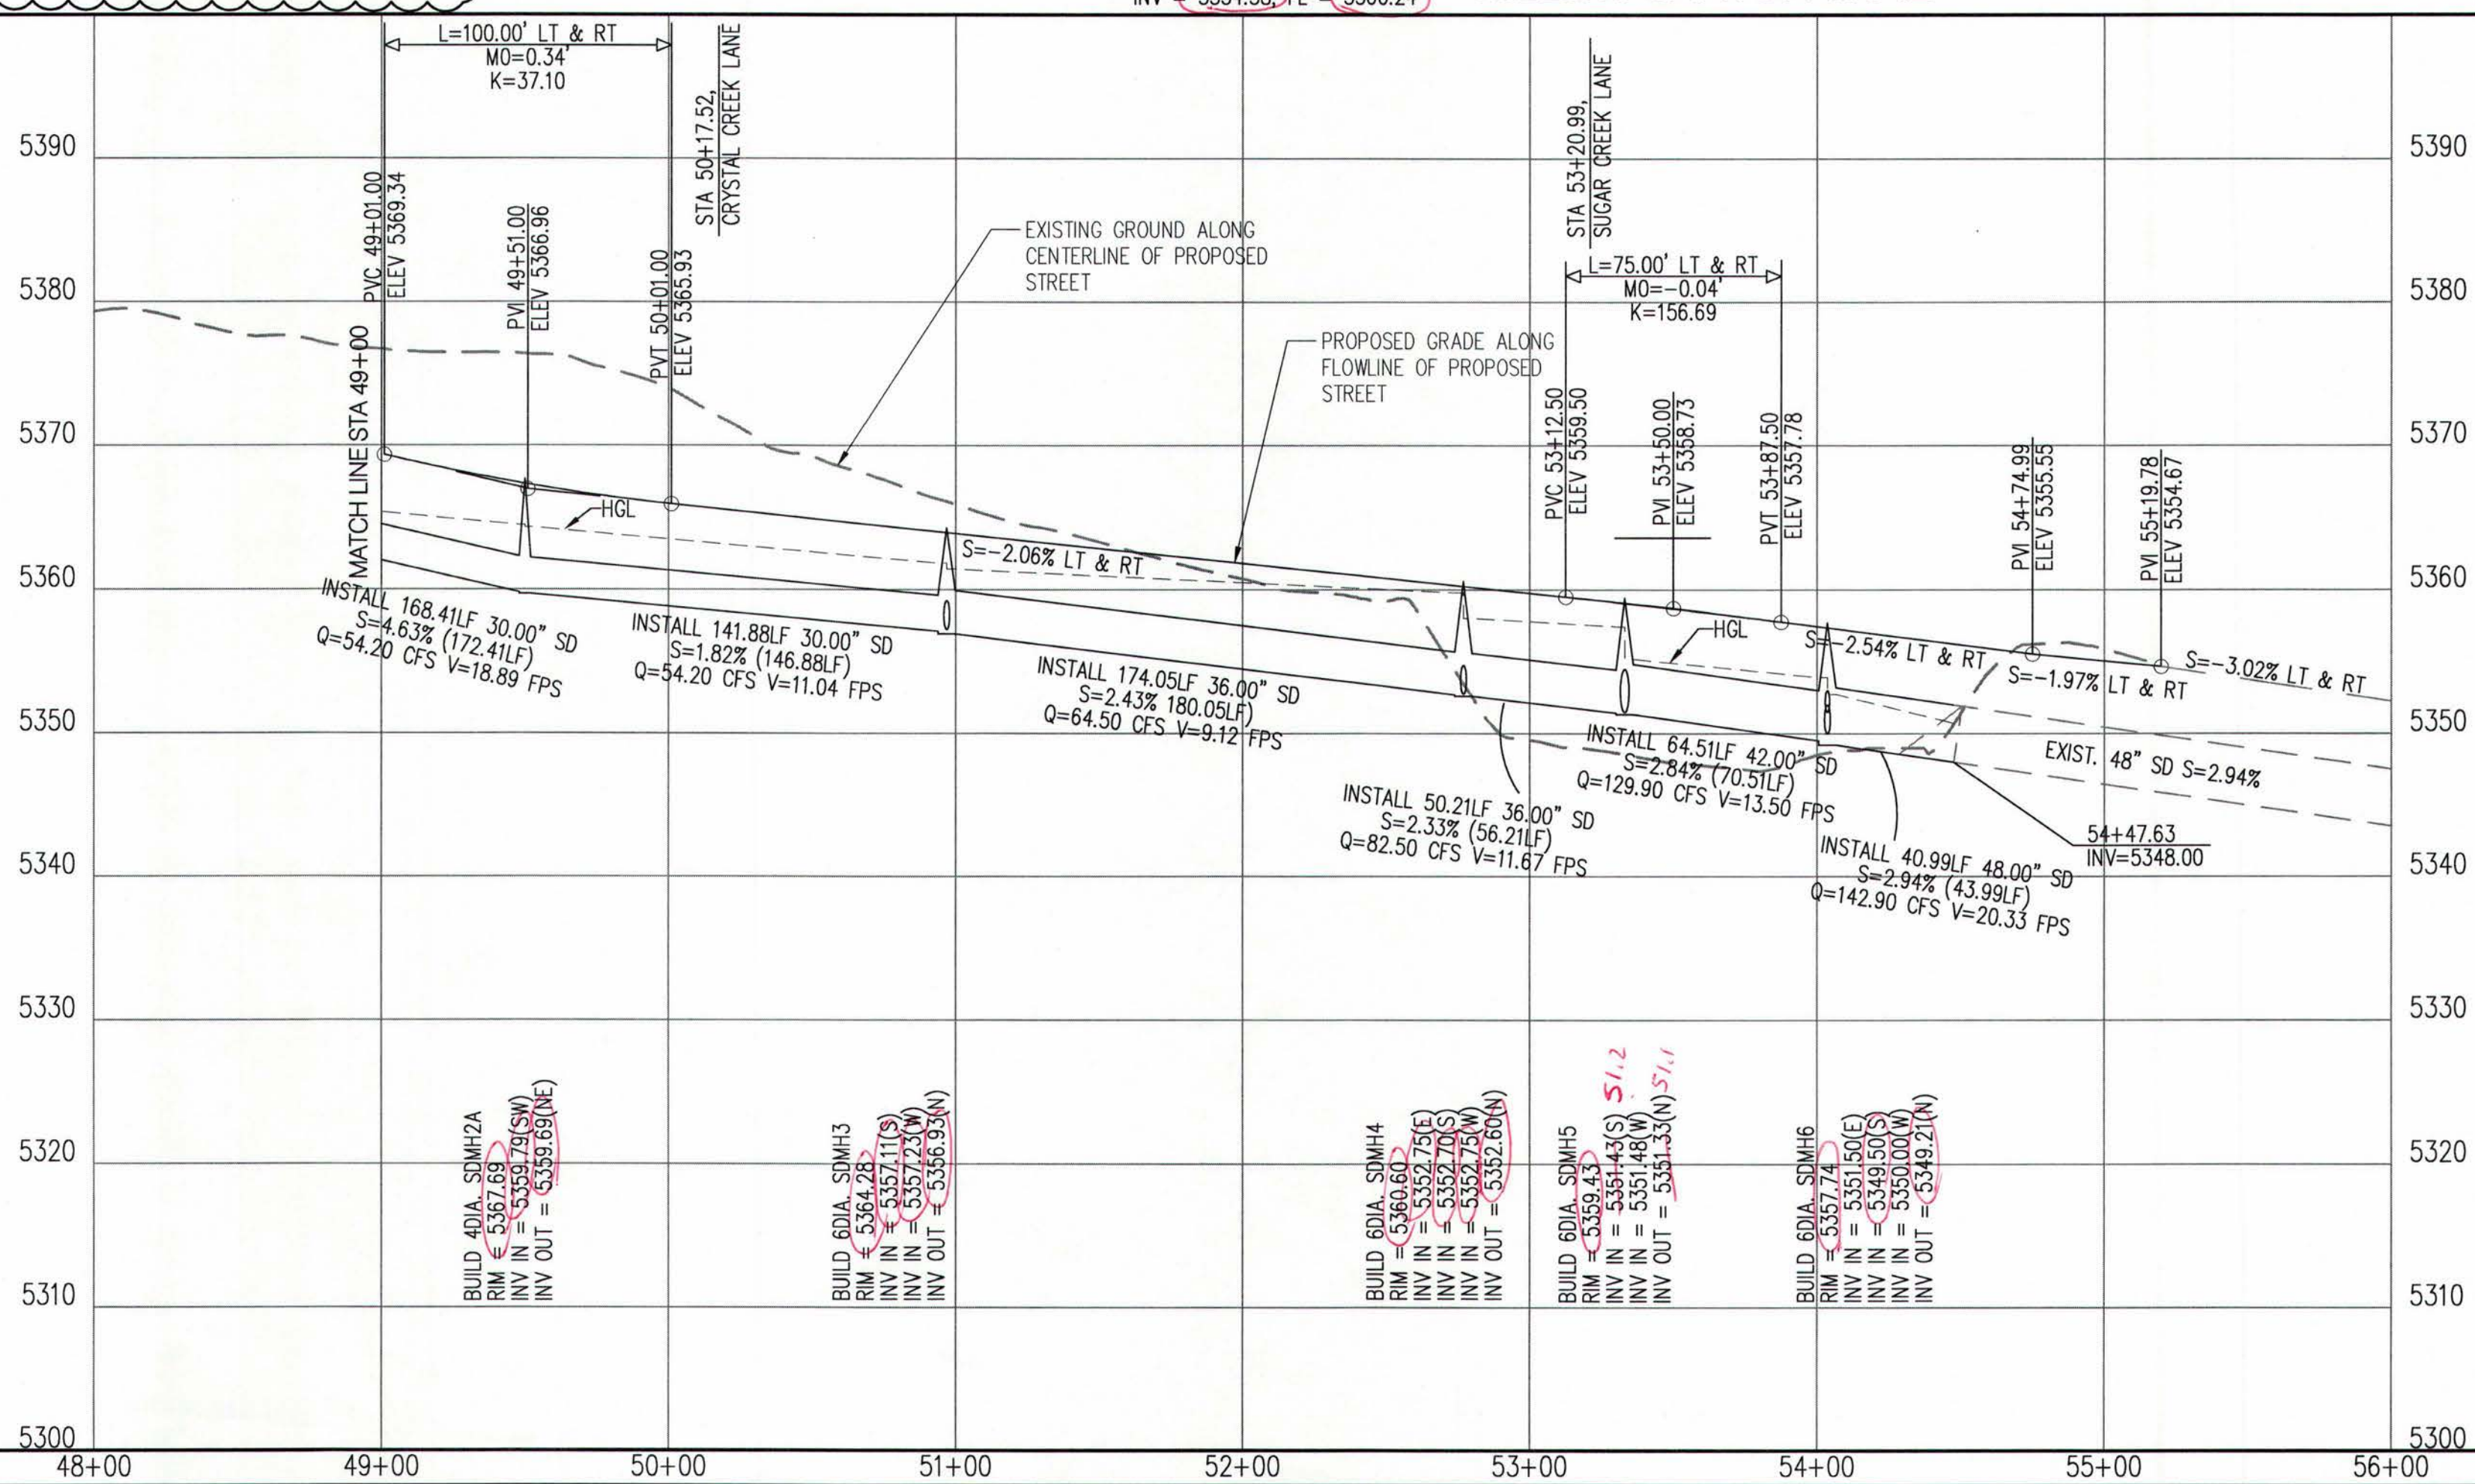 INV = 5351.58, FL = 5360.24
L=100.00' LT & RT
M0=0.34'
K=37.10
PVC 49+01.00
ELEV 5369.34
PVI 49+51.00
ELEV 5366.96
PVT 50+01.00
ELEV 5365.93
STA 50+17.52,
CRYSTAL CREEK LANE
EXISTING GROUND ALONG
CENTERLINE OF PROPOSED
STREET
PROPOSED GRADE ALONG
FLOWLINE OF PROPOSED
STREET
STA 53+20.99,
SUGAR CREEK LANE
L=75.00' LT & RT
M0=-0.04'
K=156.69
PVC 53+12.50
ELEV 5359.50
PVI 53+50.00
ELEV 5358.73
PVT 53+87.50
ELEV 5357.78
PVI 54+74.99
ELEV 5355.55
PVI 55+19.78
ELEV 5354.67
MATCH LINE STA 49+00
HGL
S=-2.06% LT & RT
HGL
S=-2.54% LT & RT
S=-1.97% LT & RT
S=-3.02% LT & RT
INSTALL 168.41LF 30.00" SD
S=4.63% (172.41LF)
Q=54.20 CFS V=18.89 FPS
INSTALL 141.88LF 30.00" SD
S=1.82% (146.88LF)
Q=54.20 CFS V=11.04 FPS
INSTALL 174.05LF 36.00" SD
S=2.43% 180.05LF)
Q=64.50 CFS V=9.12 FPS
INSTALL 50.21LF 36.00" SD
S=2.33% (56.21LF)
Q=82.50 CFS V=11.67 FPS
INSTALL 64.51LF 42.00" SD
S=2.84% (70.51LF)
Q=129.90 CFS V=13.50 FPS
INSTALL 40.99LF 48.00" SD
S=2.94% (43.99LF)
Q=142.90 CFS V=20.33 FPS
EXIST. 48" SD S=2.94%
54+47.63
INV=5348.00
BUILD 4DIA. SDMH2A
RIM = 5367.69
INV IN = 5359.79(SW)
INV OUT = 5359.69(NE)
BUILD 6DIA. SDMH3
RIM = 5364.28
INV IN = 5357.11(S)
INV IN = 5357.23(W)
INV OUT = 5356.93(N)
BUILD 6DIA. SDMH4
RIM = 5360.60
INV IN = 5352.75(E)
INV IN = 5352.70(S)
INV IN = 5352.75(W)
INV OUT = 5352.60(N)
BUILD 6DIA. SDMH5
RIM = 5359.43
INV IN = 5351.43(S) 51.2
INV IN = 5351.48(W)
INV OUT = 5351.33(N) 51.1
BUILD 6DIA. SDMH6
RIM = 5357.74
INV IN = 5351.50(E)
INV IN = 5349.50(S)
INV IN = 5350.00(W)
INV OUT = 5349.21(N)
5390 5390
5380 5380
5370 5370
5360 5360
5350 5350
5340 5340
5330 5330
5320 5320
5310 5310
5300 5300
48+00 49+00 50+00 51+00 52+00 53+00 54+00 55+00 56+00